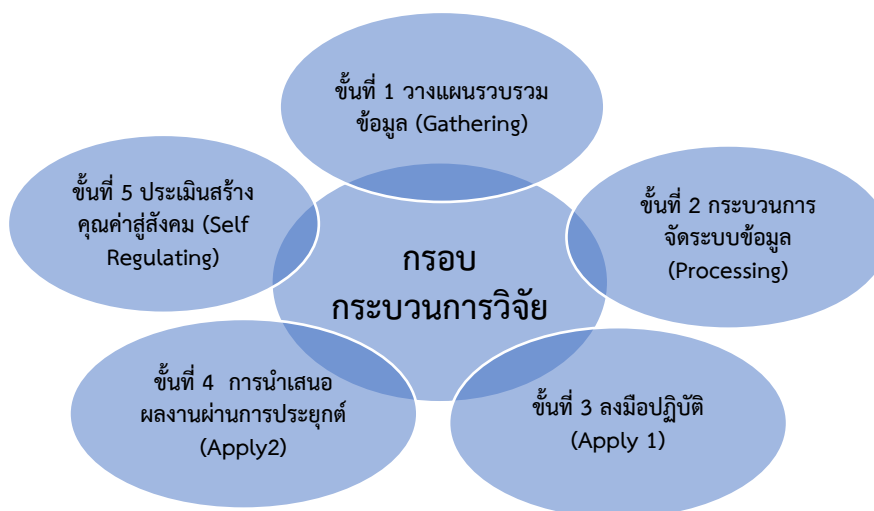 ขั้นที่ 1 วางแผนรวบรวม
ข้อมูล (Gathering)
ขั้นที่ 2 กระบวนการ
จัดระบบข้อมูล
(Processing)
ขั้นที่ 3 ลงมือปฏิบัติ
(Apply 1)
ขั้นที่ 4  การนำเสนอ
ผลงานผ่านการประยุกต์
(Apply2)
ขั้นที่ 5 ประเมินสร้าง
คุณค่าสู่สังคม (Self
Regulating)
กรอบ
กระบวนการวิจัย